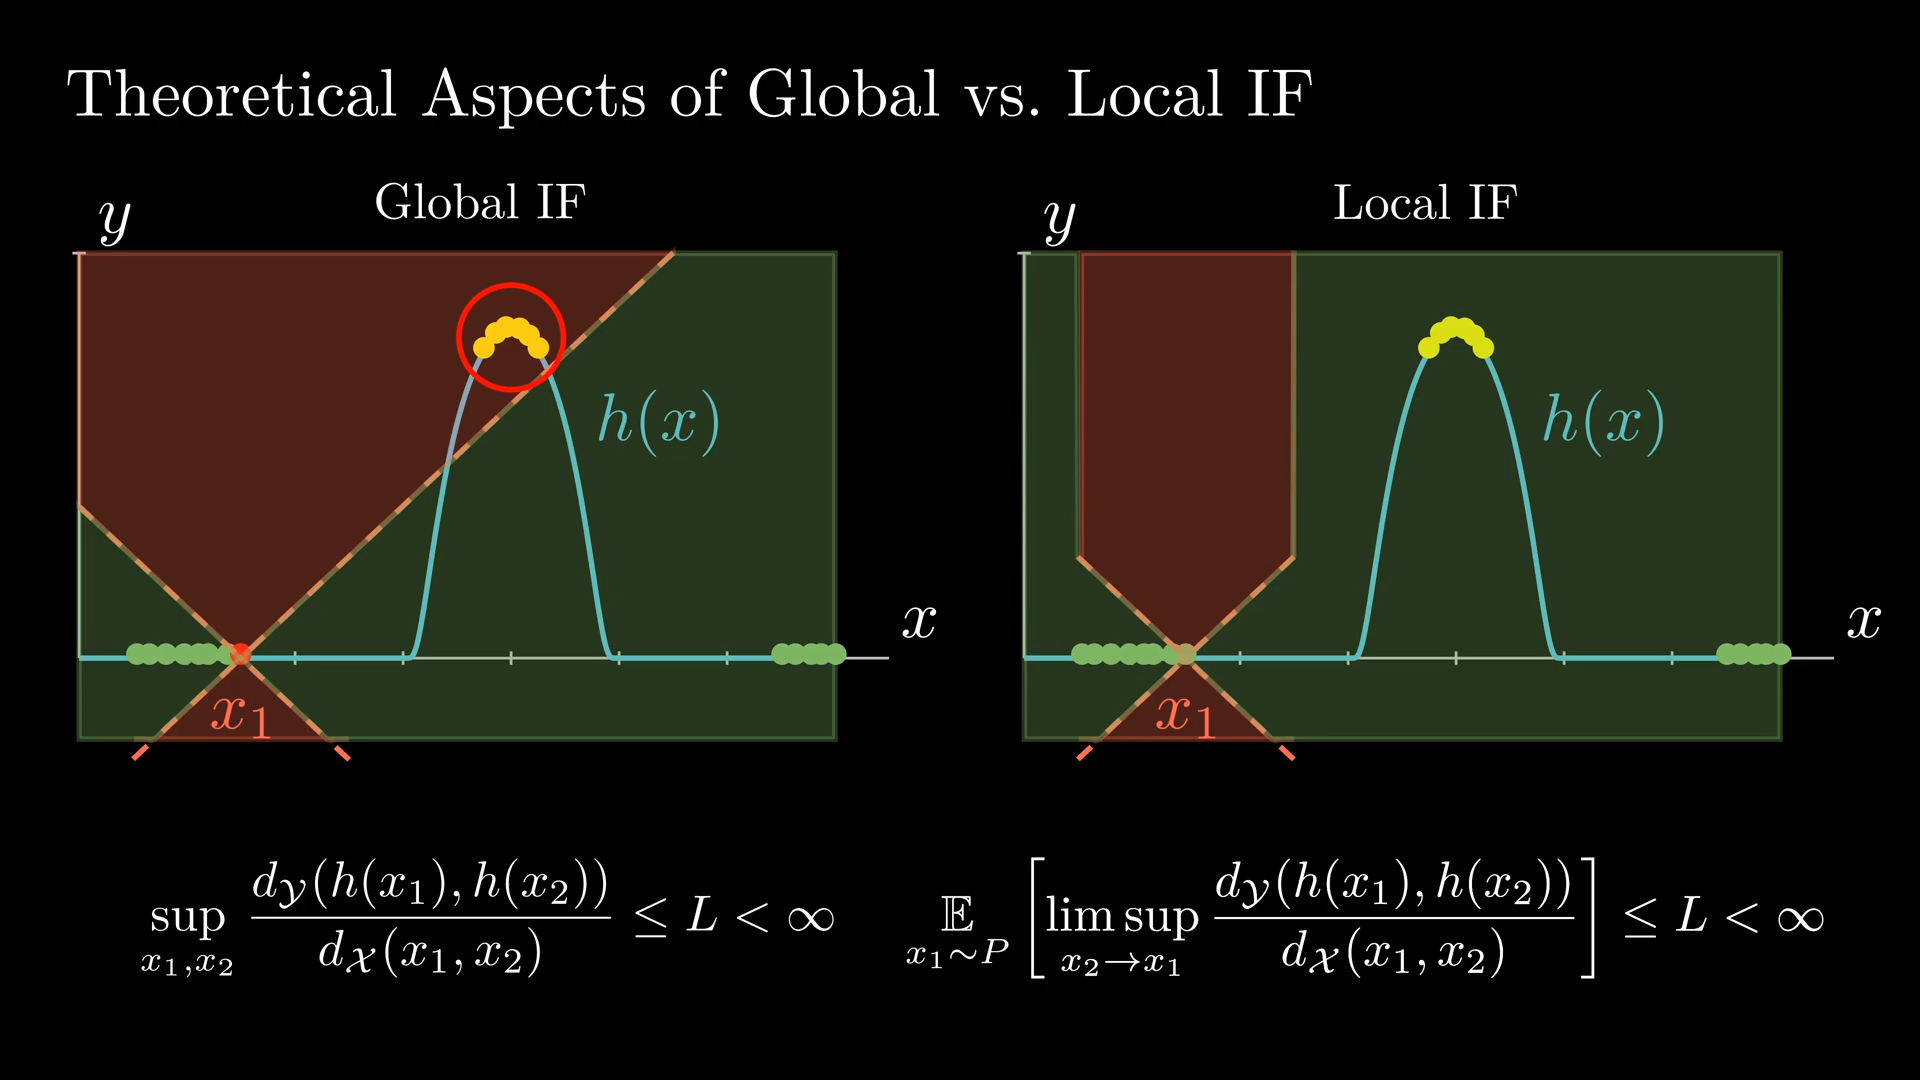 Theoretical Aspects of Global vs. Local IF
Global IF
y
h(x)
x
x₁
Local IF
y
h(x)
x
x₁
sup_{x₁,x₂} d_𝒴(h(x₁), h(x₂)) / d_𝒳(x₁, x₂) ≤ L < ∞
𝔼_{x₁∼P} [lim sup_{x₂→x₁} d_𝒴(h(x₁), h(x₂)) / d_𝒳(x₁, x₂)] ≤ L < ∞